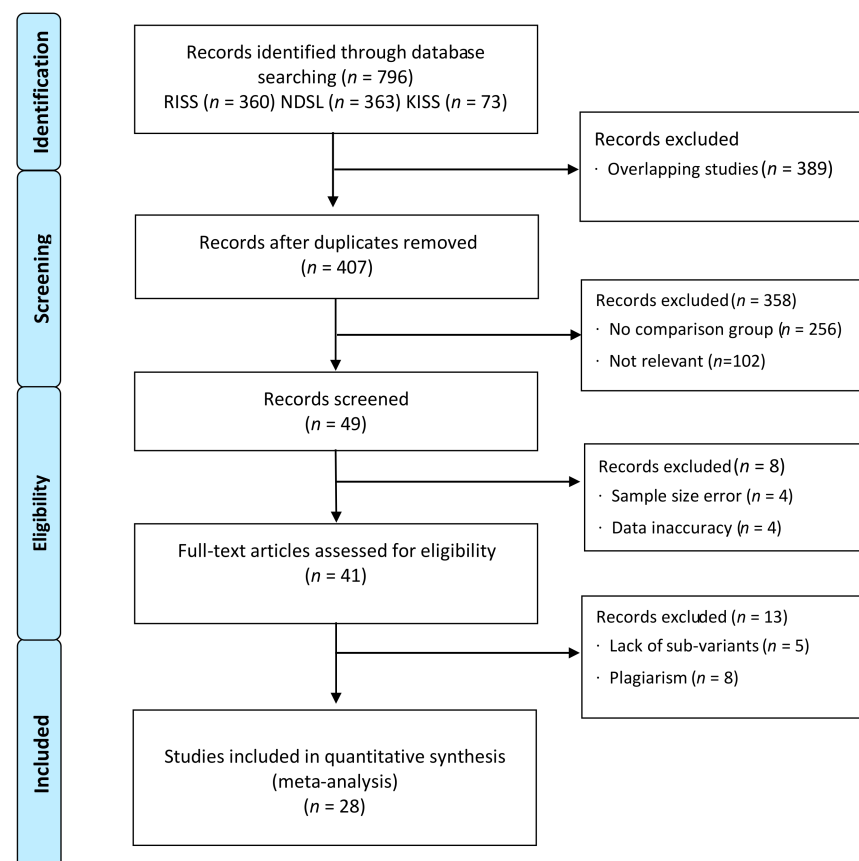 Identification
Records identified through database
searching (n = 796)
RISS (n = 360) NDSL (n = 363) KISS (n = 73)
Records excluded
· Overlapping studies (n = 389)
Screening
Records after duplicates removed
(n = 407)
Records excluded (n = 358)
· No comparison group (n = 256)
· Not relevant (n=102)
Records screened
(n = 49)
Eligibility
Records excluded (n = 8)
· Sample size error (n = 4)
· Data inaccuracy (n = 4)
Full-text articles assessed for eligibility
(n = 41)
Records excluded (n = 13)
· Lack of sub-variants (n = 5)
· Plagiarism (n = 8)
Included
Studies included in quantitative synthesis
(meta-analysis)
(n = 28)